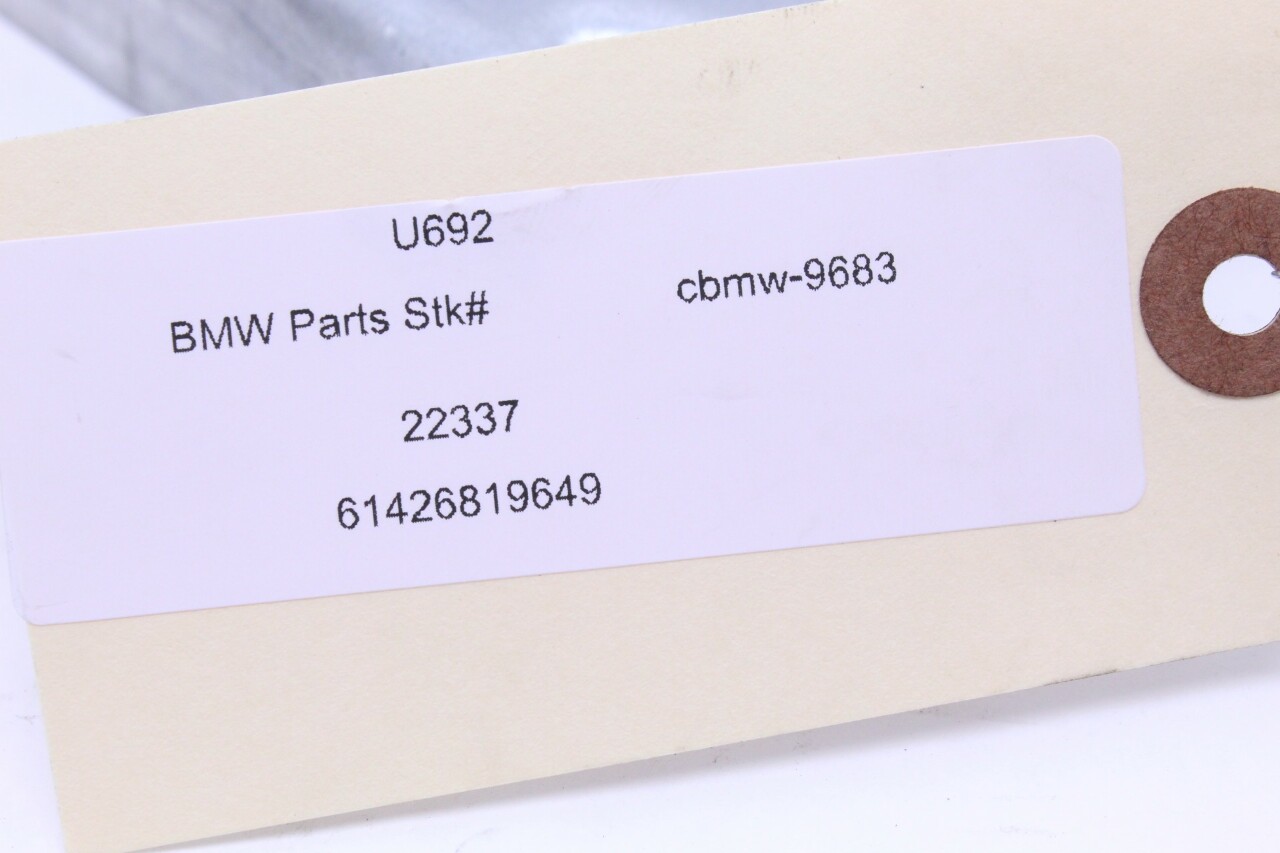 U692
BMW Parts Stk#
cbmw-9683
22337
61426819649